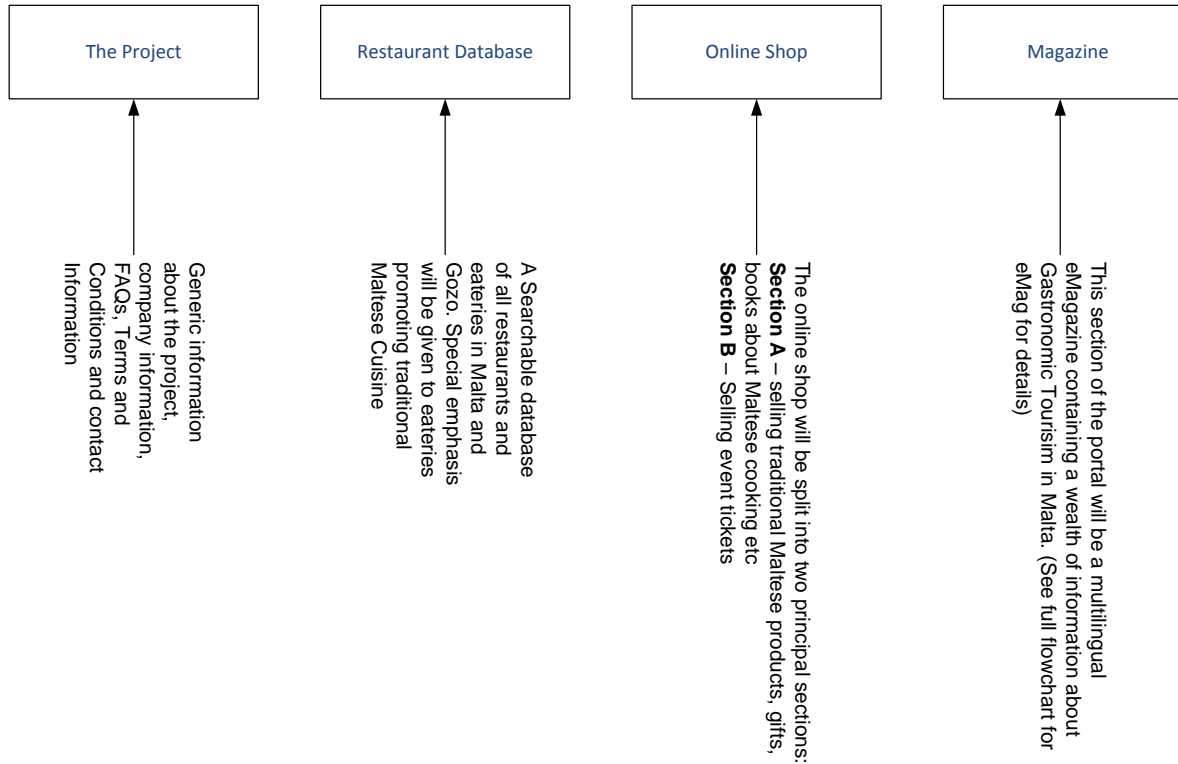 The Project
Restaurant Database
Online Shop
Magazine
Generic information
about the project,
company information,
FAQs, Terms and
Conditions and contact
Information
A Searchable database
of all restaurants and
eateries in Malta and
Gozo. Special emphasis
will be given to eateries
promoting traditional
Maltese Cuisine
The online shop will be split into two principal sections:
Section A – selling traditional Maltese products, gifts,
books about Maltese cooking etc
Section B – Selling event tickets
This section of the portal will be a multilingual
eMagazine containing a wealth of information about
Gastronomic Tourisim in Malta. (See full flowchart for
eMag for details)